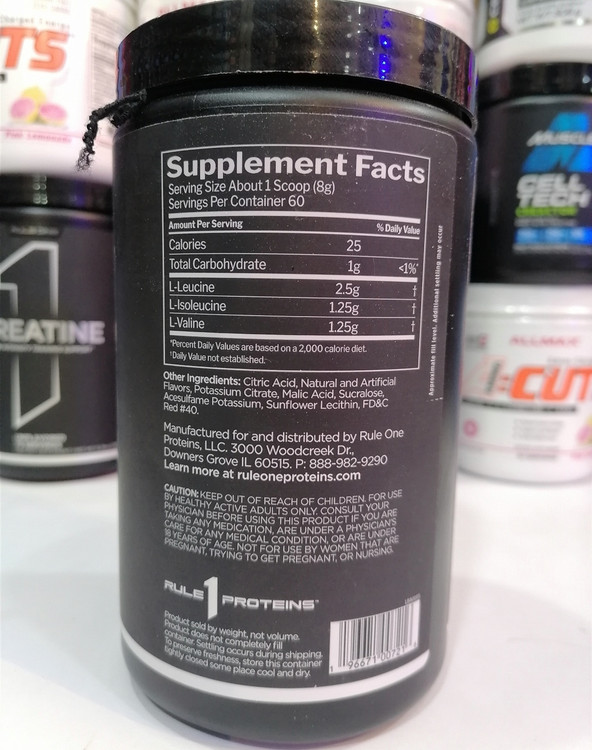 Supplement Facts
Serving Size About 1 Scoop (8g)
Servings Per Container 60
Amount Per Serving % Daily Value
Calories 25
Total Carbohydrate 1g <1%*
L-Leucine 2.5g †
L-Isoleucine 1.25g †
L-Valine 1.25g †
*Percent Daily Values are based on a 2,000 calorie diet.
†Daily Value not established.
Other Ingredients: Citric Acid, Natural and Artificial
Flavors, Potassium Citrate, Malic Acid, Sucralose,
Acesulfame Potassium, Sunflower Lecithin, FD&C
Red #40.
Manufactured for and distributed by Rule One
Proteins, LLC. 3000 Woodcreek Dr.,
Downers Grove IL 60515. P: 888-982-9290
Learn more at ruleoneproteins.com
CAUTION: KEEP OUT OF REACH OF CHILDREN. FOR USE
BY HEALTHY ACTIVE ADULTS ONLY. CONSULT YOUR
PHYSICIAN BEFORE USING THIS PRODUCT IF YOU ARE
TAKING ANY MEDICATION, ARE UNDER A PHYSICIAN'S
CARE FOR ANY MEDICAL CONDITION, OR ARE UNDER
18 YEARS OF AGE. NOT FOR USE BY WOMEN THAT ARE
PREGNANT, TRYING TO GET PREGNANT, OR NURSING.
RULE 1 PROTEINS
Product sold by weight, not volume.
Product does not completely fill
container. Settling occurs during shipping.
To preserve freshness, store this container
tightly closed some place cool and dry.
Approximate fill level. Additional settling may occur
TS
PINK LEMONADE
1
REATINE
MUSCLE
CELL
TECH
CREATINE
ALLMAX
A:CUT